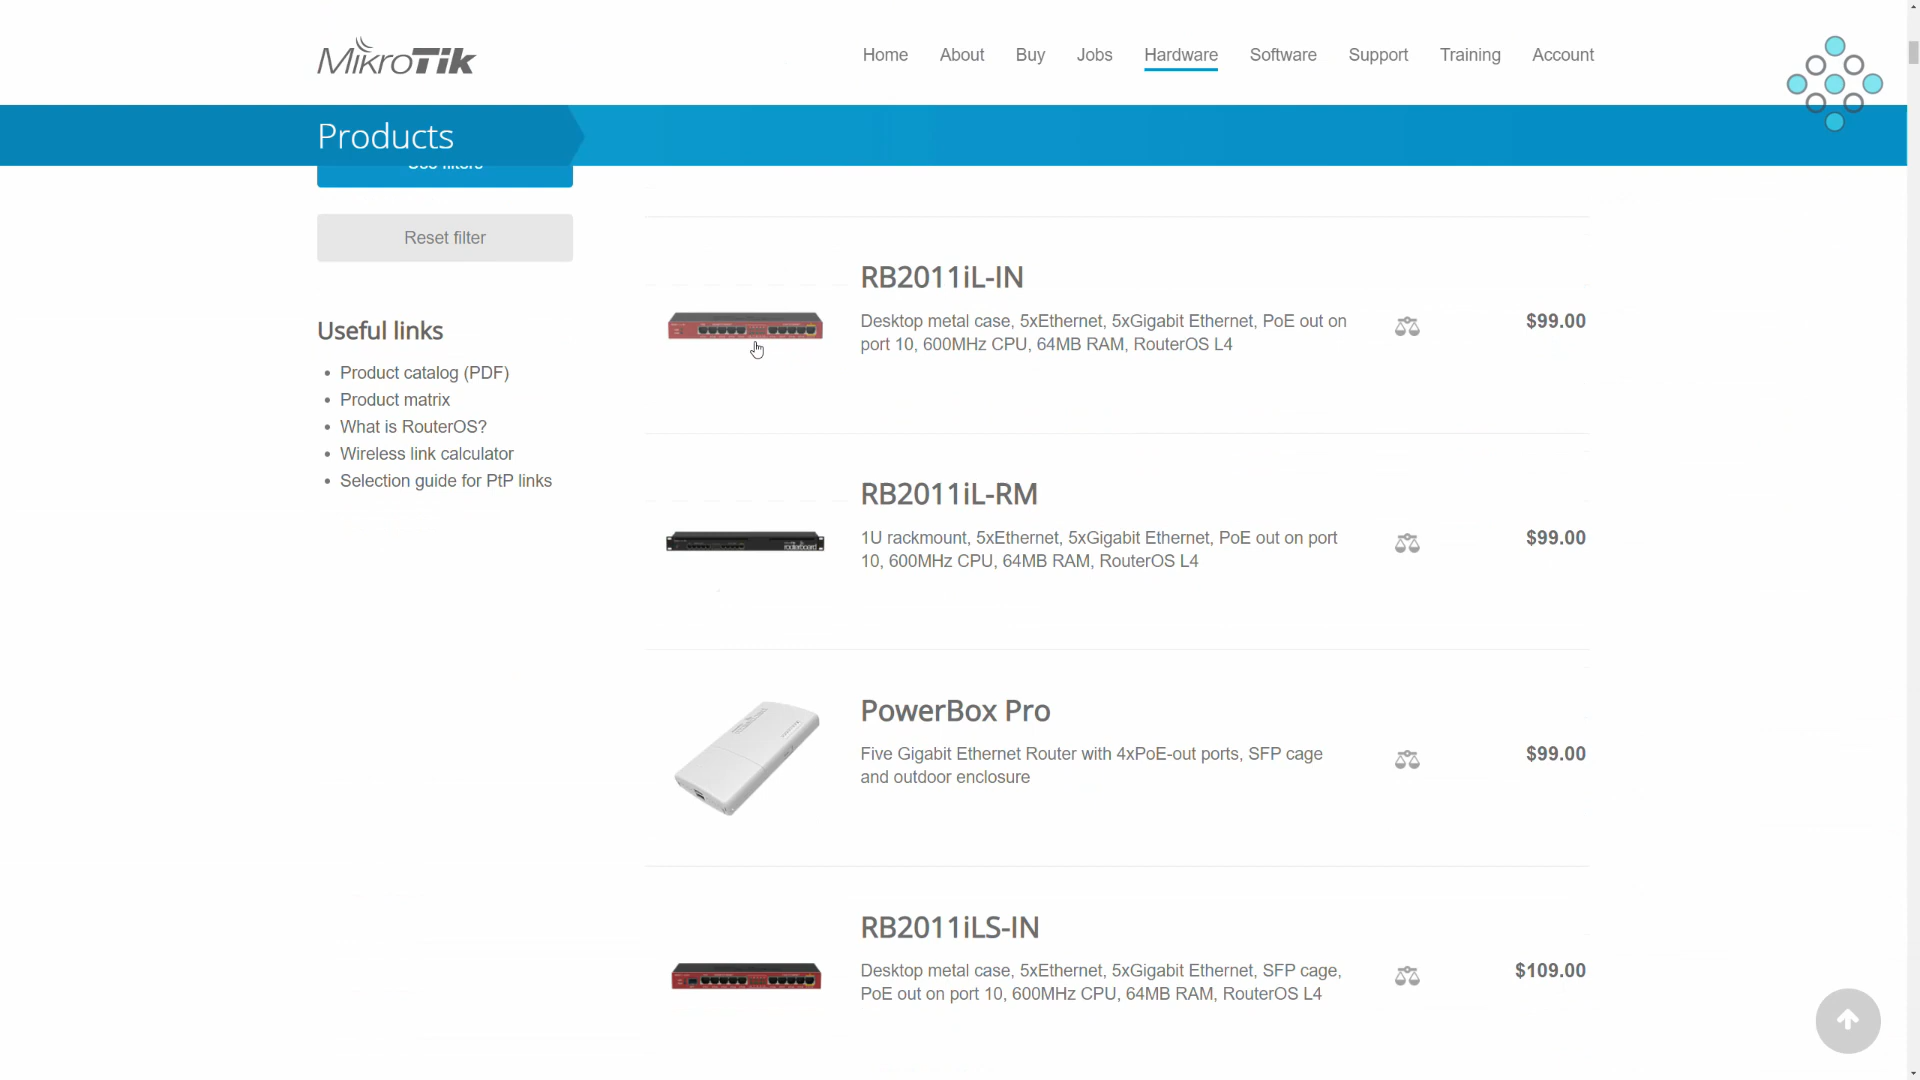 MikroTik
Home About Buy Jobs Hardware Software Support Training Account
Products
Reset filter
Useful links
• Product catalog (PDF)
• Product matrix
• What is RouterOS?
• Wireless link calculator
• Selection guide for PtP links
RB2011iL-IN
Desktop metal case, 5xEthernet, 5xGigabit Ethernet, PoE out on
port 10, 600MHz CPU, 64MB RAM, RouterOS L4
$99.00
RB2011iL-RM
1U rackmount, 5xEthernet, 5xGigabit Ethernet, PoE out on port
10, 600MHz CPU, 64MB RAM, RouterOS L4
$99.00
routerboard
PowerBox Pro
Five Gigabit Ethernet Router with 4xPoE-out ports, SFP cage
and outdoor enclosure
$99.00
RB2011iLS-IN
Desktop metal case, 5xEthernet, 5xGigabit Ethernet, SFP cage,
PoE out on port 10, 600MHz CPU, 64MB RAM, RouterOS L4
$109.00